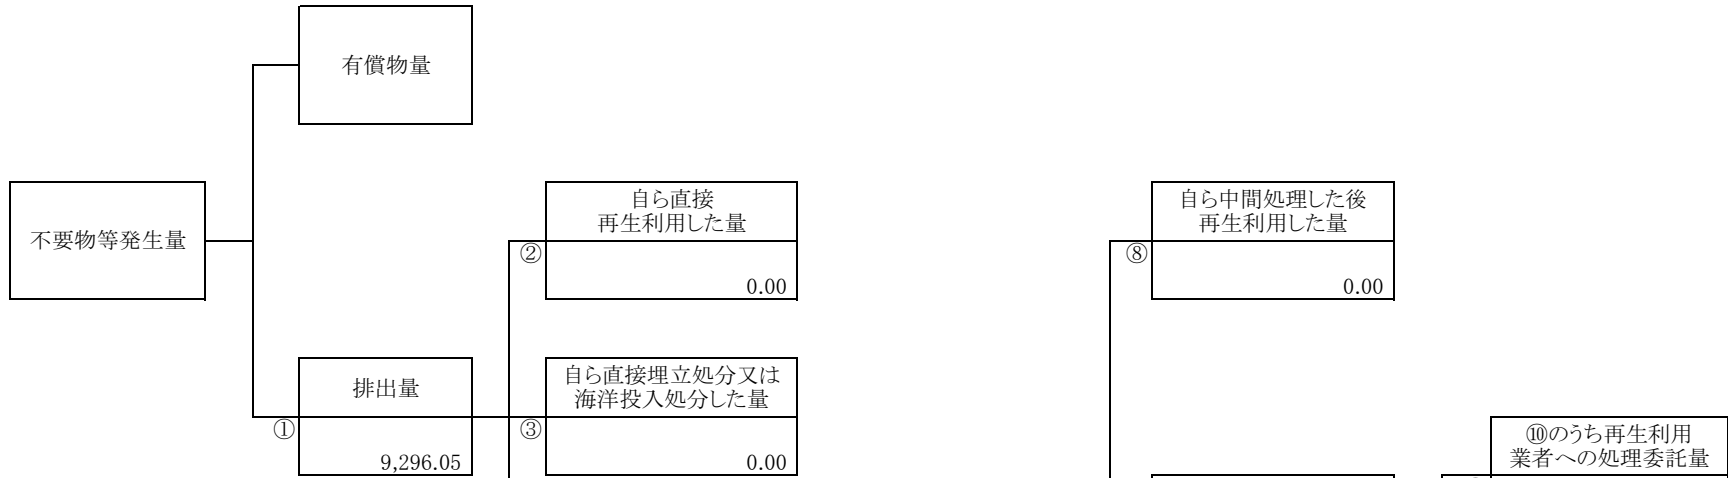 有償物量
不要物等発生量
自ら直接
再生利用した量
②
0.00
自ら中間処理した後
再生利用した量
⑧
0.00
排出量
①
9,296.05
自ら直接埋立処分又は
海洋投入処分した量
③
0.00
⑩のうち再生利用
業者への処理委託量